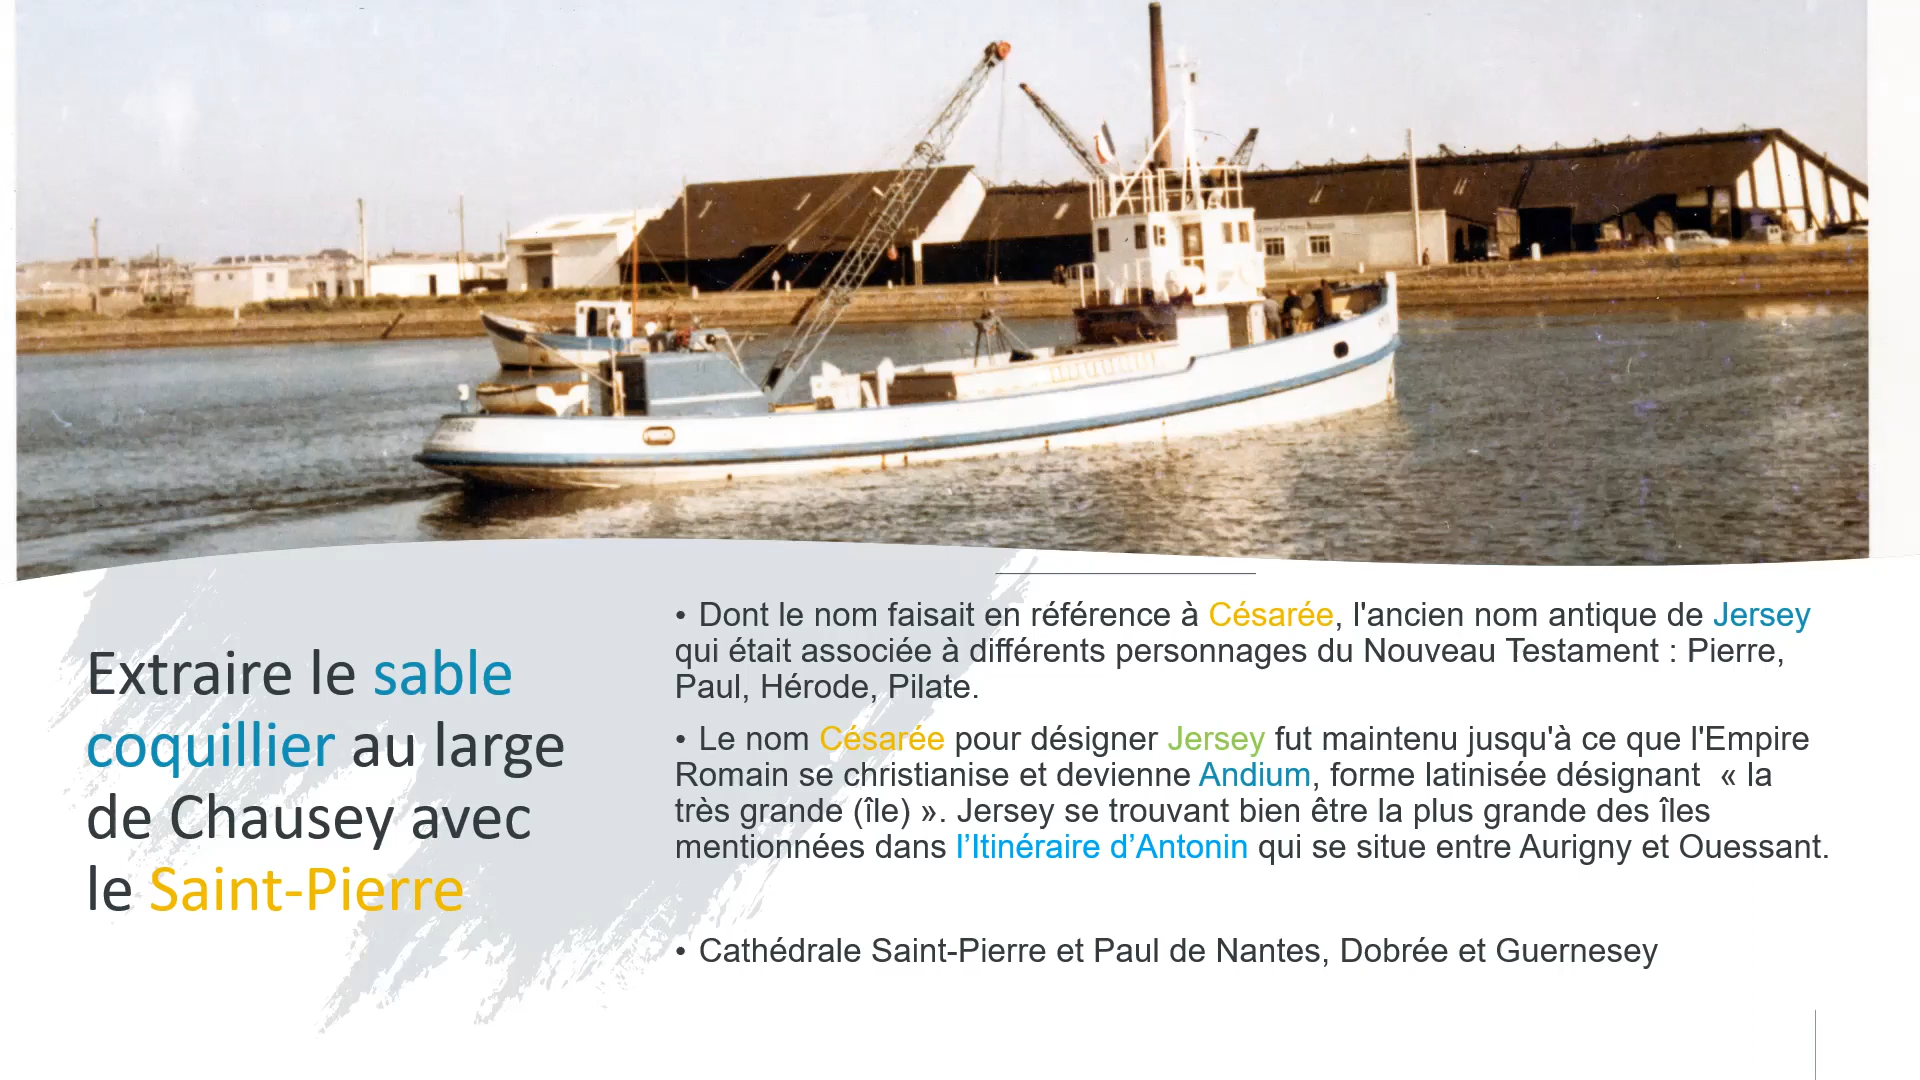 Extraire le sable
coquillier au large
de Chausey avec
le Saint-Pierre
• Dont le nom faisait en référence à Césarée, l'ancien nom antique de Jersey
qui était associée à différents personnages du Nouveau Testament : Pierre,
Paul, Hérode, Pilate.
• Le nom Césarée pour désigner Jersey fut maintenu jusqu'à ce que l'Empire
Romain se christianise et devienne Andium, forme latinisée désignant « la
très grande (île) ». Jersey se trouvant bien être la plus grande des îles
mentionnées dans l’Itinéraire d’Antonin qui se situe entre Aurigny et Ouessant.
• Cathédrale Saint-Pierre et Paul de Nantes, Dobrée et Guernesey